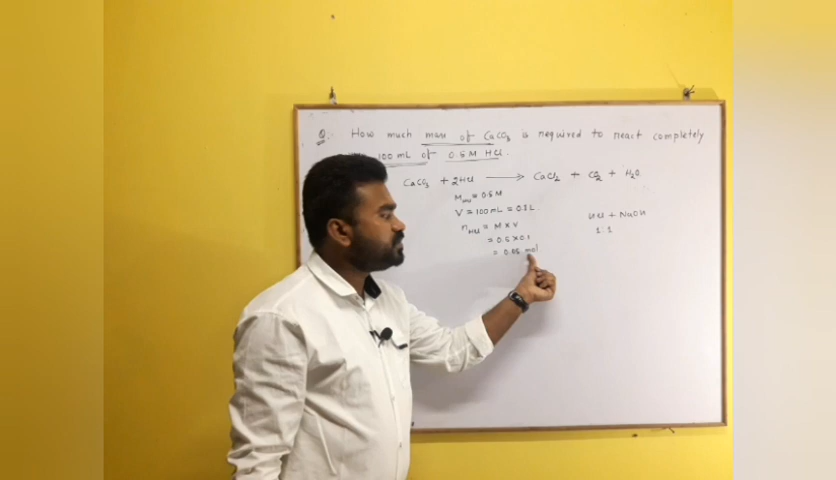 Q. How much mass of CaCO3 is required to react completely
100 mL of 0.5M HCl.
CaCO3 + 2HCl → CaCl2 + CO2 + H2O
= 0.5 M
V = 100 mL = 0.1 L
nHCl = M x V
= 0.5 x 0.1
= 0.05 mol
HCl + NaOH
1:1